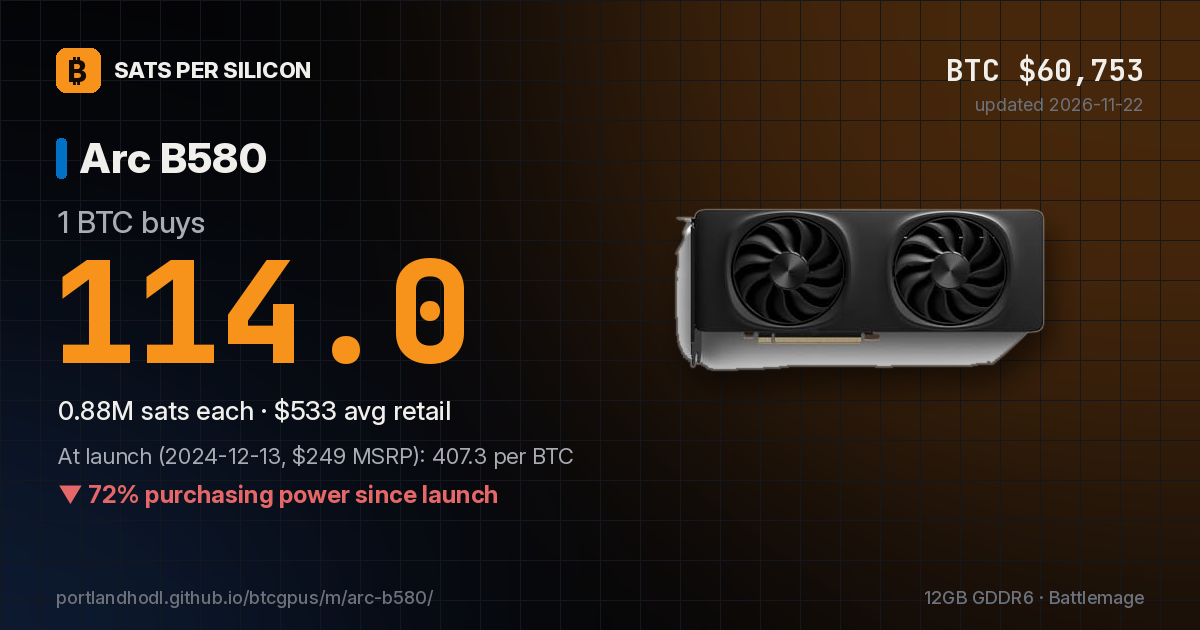 ₿ SATS PER SILICON
BTC $60,753
updated 2026-11-22
Arc B580
1 BTC buys
114.0
0.88M sats each · $533 avg retail
At launch (2024-12-13, $249 MSRP): 407.3 per BTC
▼ 72% purchasing power since launch
portlandhodl.github.io/btcgpus/m/arc-b580/
12GB GDDR6 · Battlemage